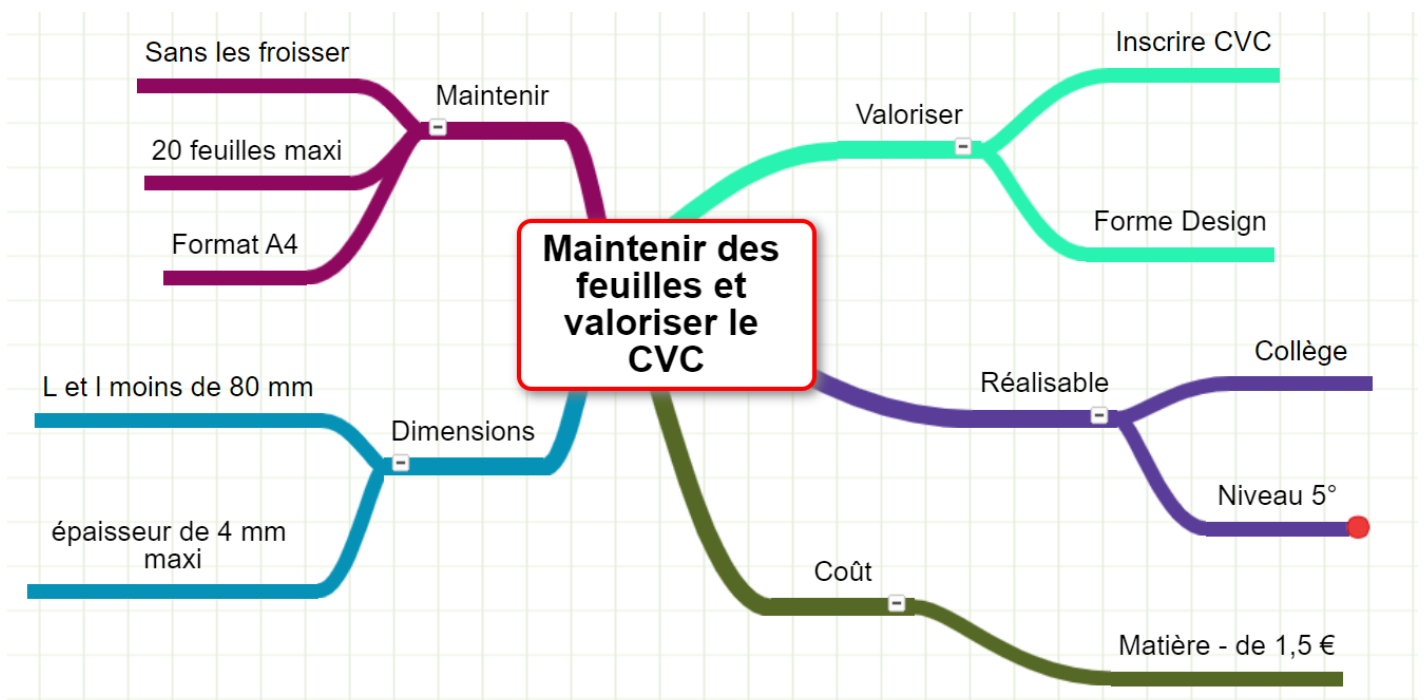 Maintenir des
feuilles et
valoriser le
CVC
Maintenir
Sans les froisser
20 feuilles maxi
Format A4
Dimensions
L et l moins de 80 mm
épaisseur de 4 mm
maxi
Valoriser
Inscrire CVC
Forme Design
Réalisable
Collège
Niveau 5°
Coût
Matière - de 1,5 €